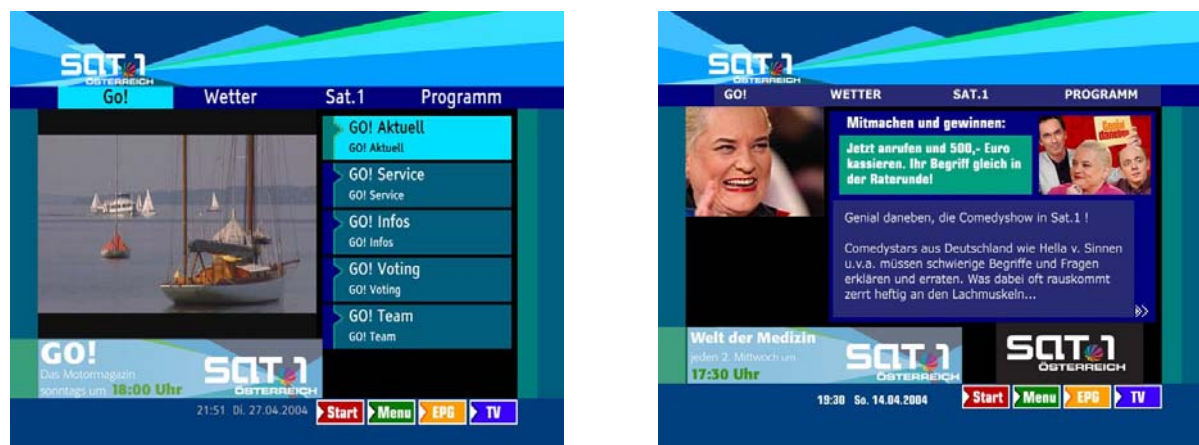 SAT.1
ÖSTERREICH
Go! Wetter Sat.1 Programm
GO! Aktuell
GO! Aktuell
GO! Service
GO! Service
GO! Infos
GO! Infos
GO! Voting
GO! Voting
GO! Team
GO! Team
GO!
Das Motormagazin
sonntags um 18:00 Uhr
SAT.1
ÖSTERREICH
21:51 Di. 27.04.2004 Start Menu EPG TV
SAT.1
ÖSTERREICH
GO! WETTER SAT.1 PROGRAMM
Mitmachen und gewinnen:
Jetzt anrufen und 500,- Euro
kassieren. Ihr Begriff gleich in
der Raterunde!
Genial
daneben
Genial daneben, die Comedyshow in Sat.1 !
Comedystars aus Deutschland wie Hella v. Sinnen
u.v.a. müssen schwierige Begriffe und Fragen
erklären und erraten. Was dabei oft rauskommt
zerrt heftig an den Lachmuskeln...
Welt der Medizin
jeden 2. Mittwoch um
17:30 Uhr
SAT.1
ÖSTERREICH
SAT.1
ÖSTERREICH
19:30 So. 14.04.2004 Start Menu EPG TV